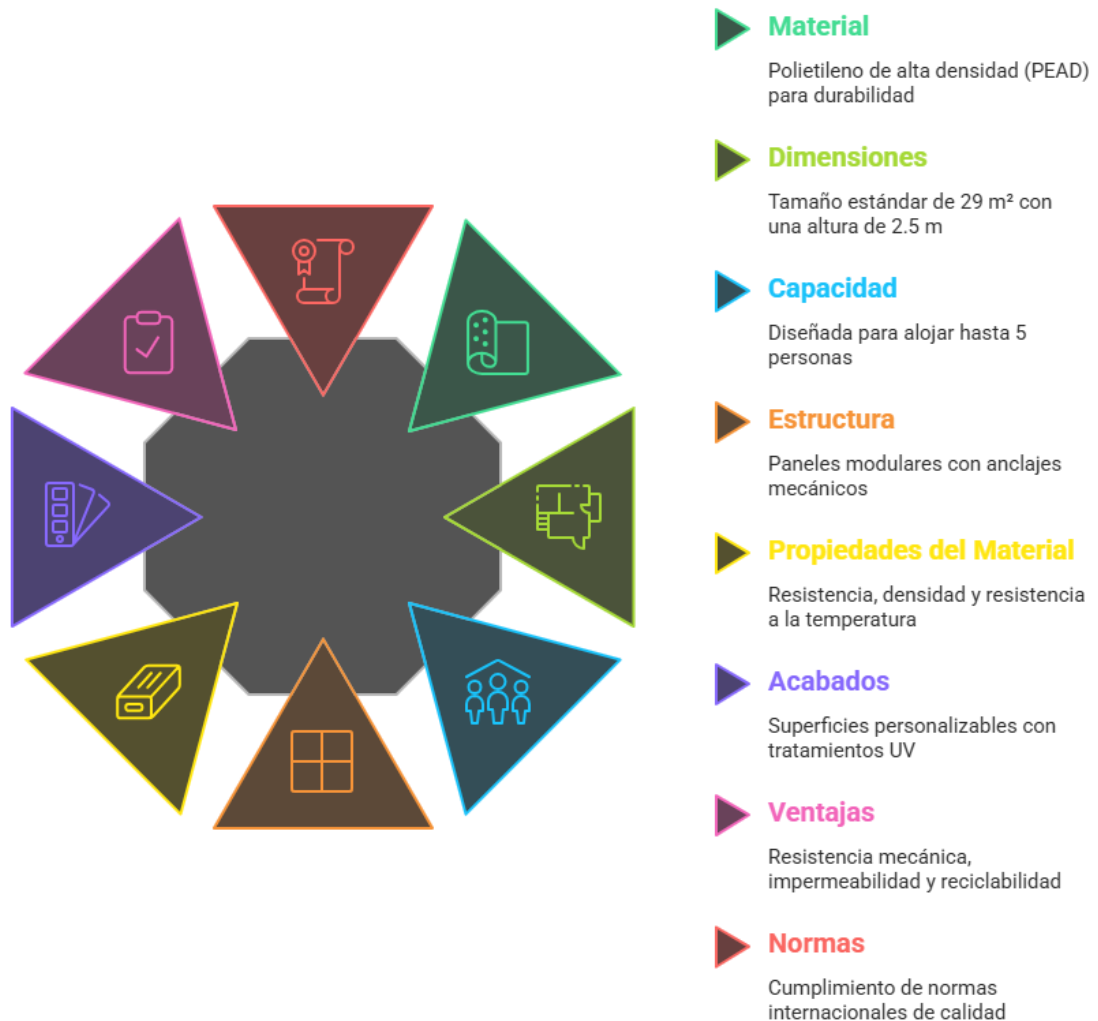 Material
Polietileno de alta densidad (PEAD)
para durabilidad
Dimensiones
Tamaño estándar de 29 m² con
una altura de 2.5 m
Capacidad
Diseñada para alojar hasta 5
personas
Estructura
Paneles modulares con anclajes
mecánicos
Propiedades del Material
Resistencia, densidad y resistencia
a la temperatura
Acabados
Superficies personalizables con
tratamientos UV
Ventajas
Resistencia mecánica,
impermeabilidad y reciclabilidad
Normas
Cumplimiento de normas
internacionales de calidad